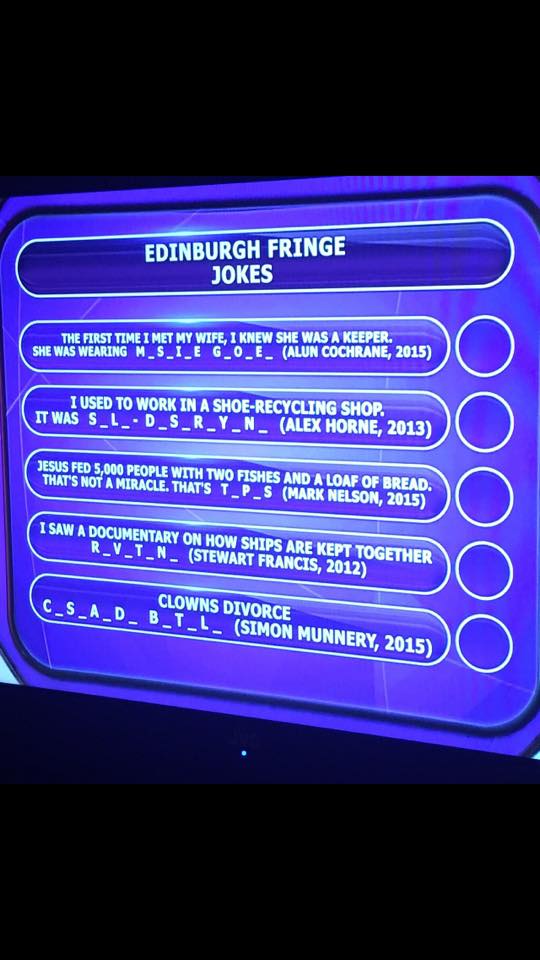 EDINBURGH FRINGE
JOKES
THE FIRST TIME I MET MY WIFE, I KNEW SHE WAS A KEEPER.
SHE WAS WEARING M_S_I_E G_O_E_ (ALUN COCHRANE, 2015)
I USED TO WORK IN A SHOE-RECYCLING SHOP.
IT WAS S_L_-D_S_R_Y_N_ (ALEX HORNE, 2013)
JESUS FED 5,000 PEOPLE WITH TWO FISHES AND A LOAF OF BREAD.
THAT'S NOT A MIRACLE. THAT'S T_P_S (MARK NELSON, 2015)
I SAW A DOCUMENTARY ON HOW SHIPS ARE KEPT TOGETHER
R_V_T_N_ (STEWART FRANCIS, 2012)
CLOWNS DIVORCE
C_S_A_D_ B_T_L_ (SIMON MUNNERY, 2015)